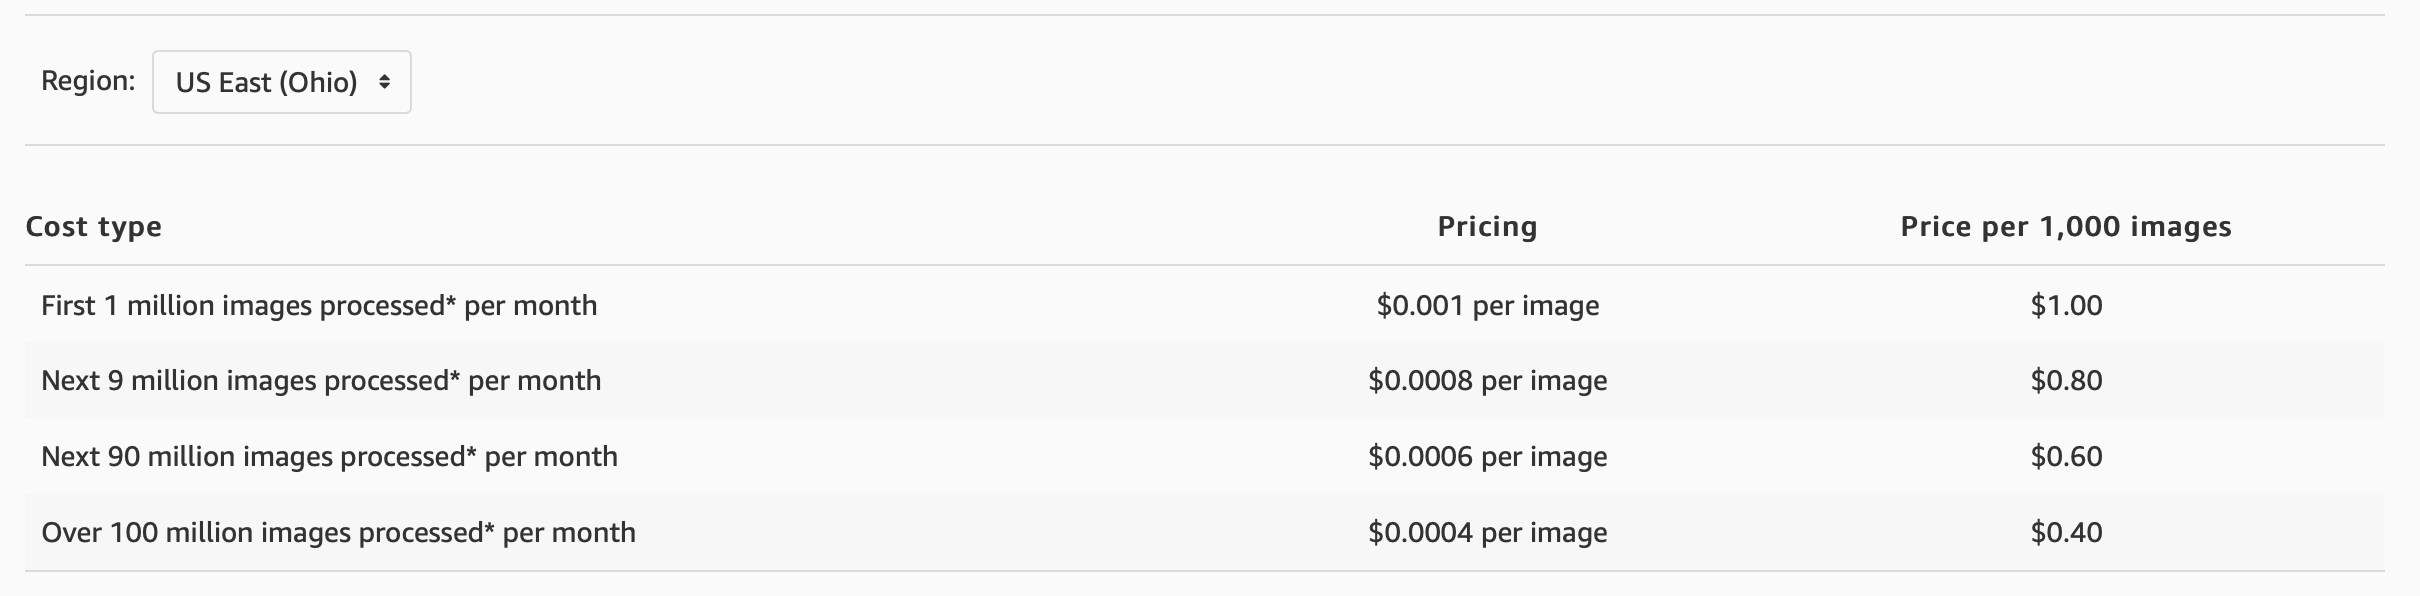 Region: US East (Ohio)
Cost type Pricing Price per 1,000 images
First 1 million images processed* per month $0.001 per image $1.00
Next 9 million images processed* per month $0.0008 per image $0.80
Next 90 million images processed* per month $0.0006 per image $0.60
Over 100 million images processed* per month $0.0004 per image $0.40